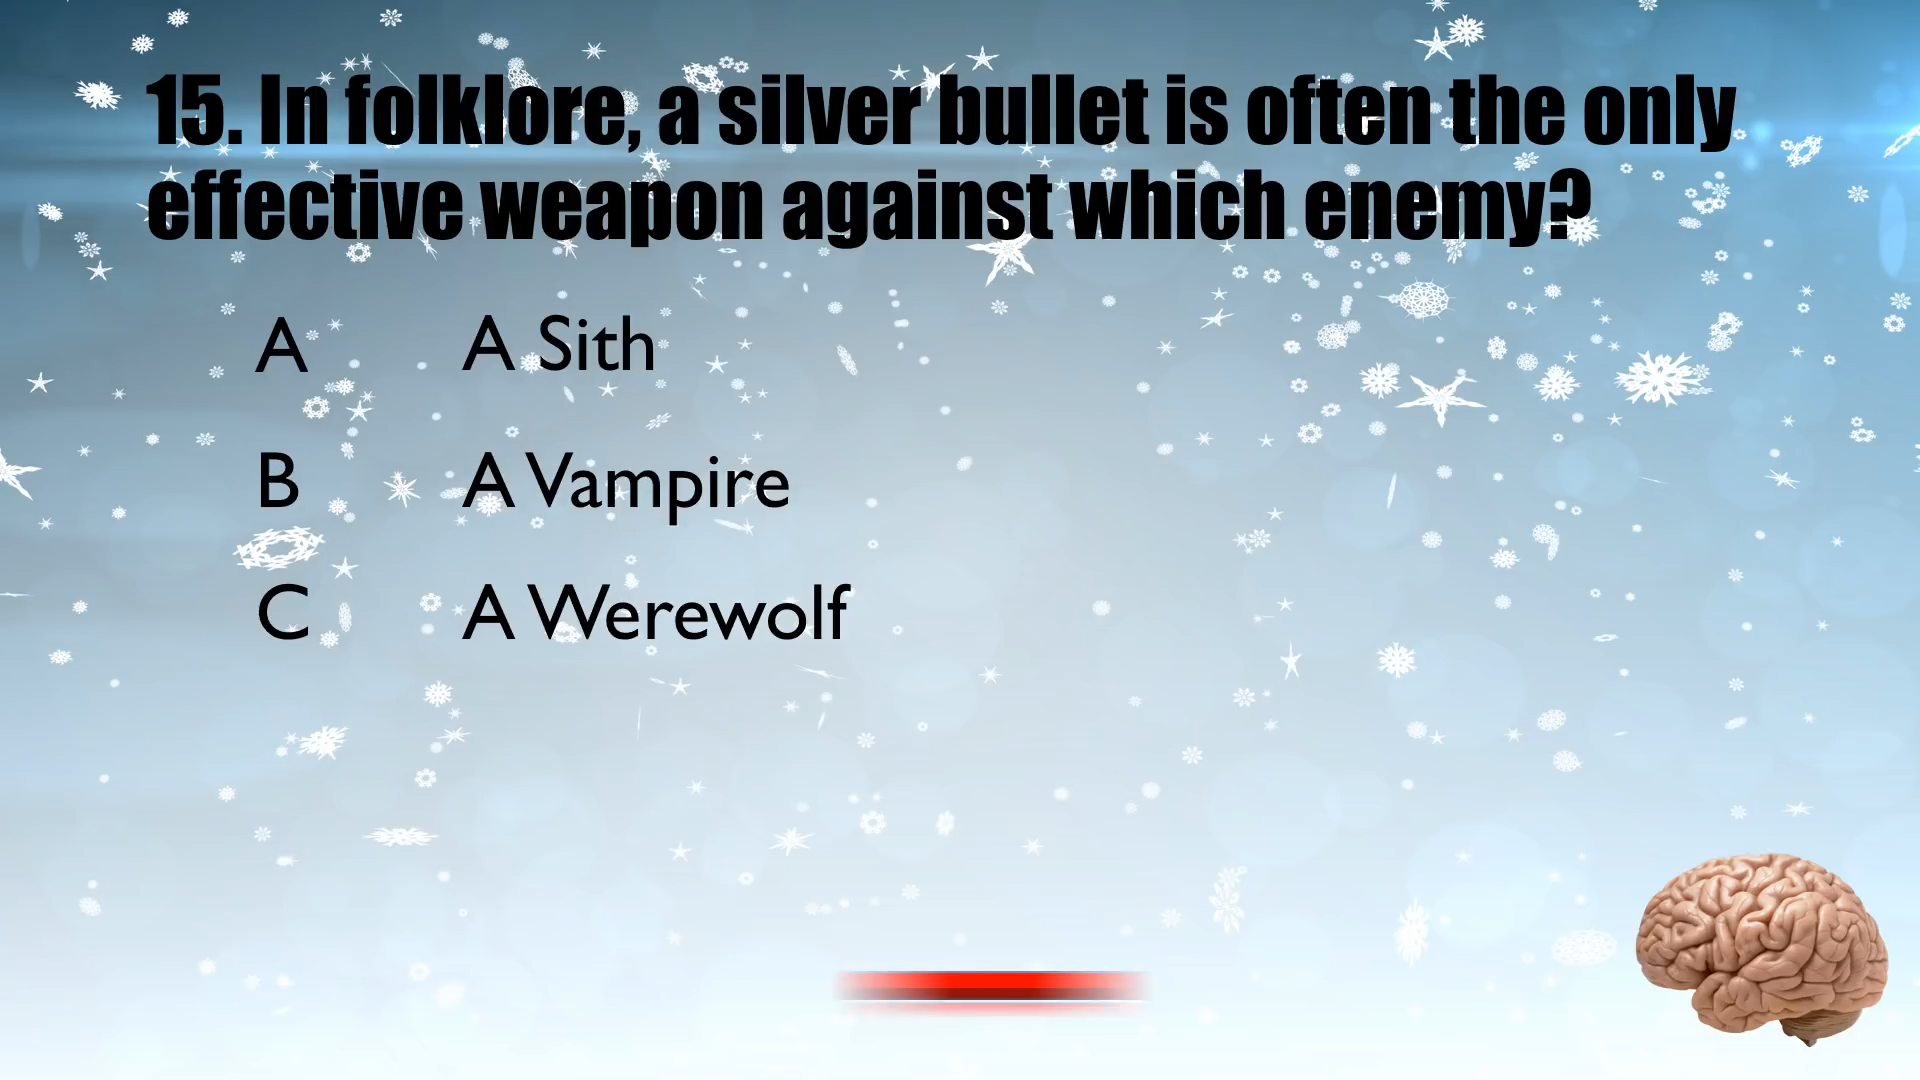 15. In folklore, a silver bullet is often the only
effective weapon against which enemy?
A A Sith
B A Vampire
C A Werewolf